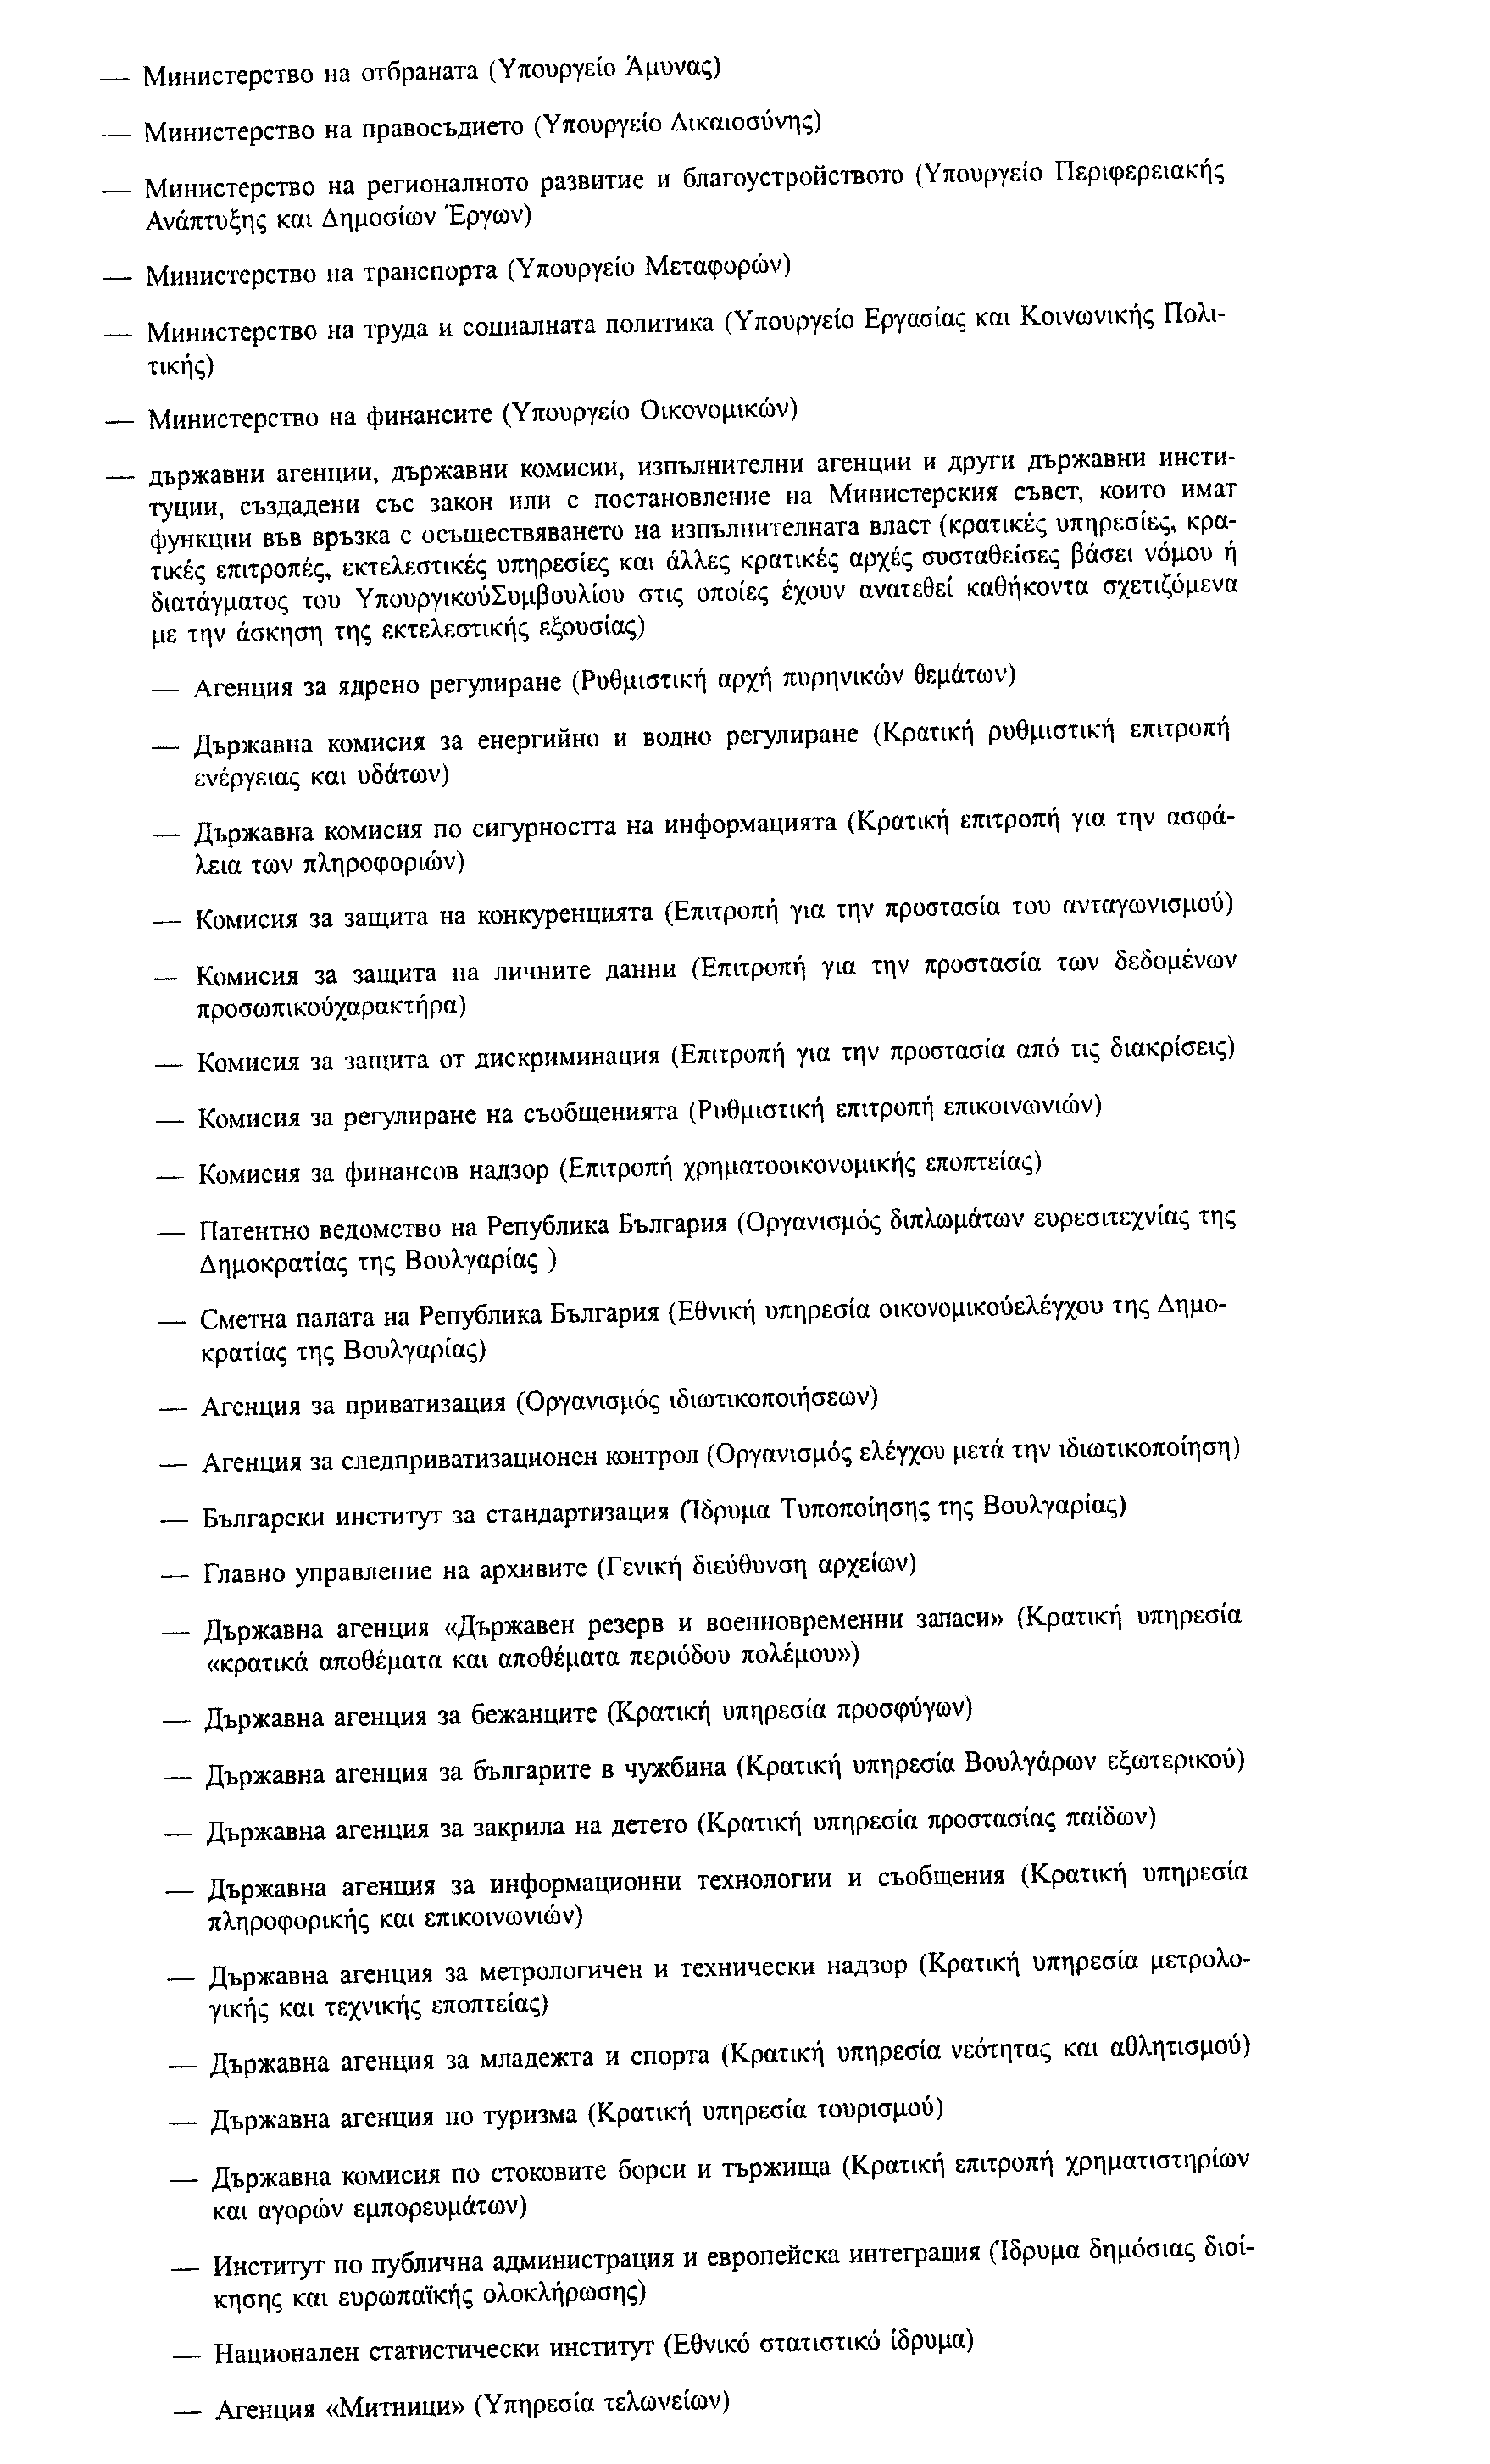 — Министерство на отбраната (Υπουργείο Άμυνας)
— Министерство на правосъдието (Υπουργείο Δικαιοσύνης)
— Министерство на регионалното развитие и благоустройството (Υπουργείο Περιφερειακής
Ανάπτυξης και Δημοσίων Έργων)
— Министерство на транспорта (Υπουργείο Μεταφορών)
— Министерство на труда и социалната политика (Υπουργείο Εργασίας και Κοινωνικής Πολι-
τικής)
— Министерство на финансите (Υπουργείο Οικονομικών)
— държавни агенции, държавни комисии, изпълнителни агенции и други държавни инсти-
туции, създадени със закон или с постановление на Министерския съвет, които имат
функции във връзка с осъществяването на изпълнителната власт (κρατικές υπηρεσίες, κρα-
τικές επιτροπές, εκτελεστικές υπηρεσίες και άλλες κρατικές αρχές συσταθείσες βάσει νόμου ή
διατάγματος του ΥπουργικούΣυμβουλίου στις οποίες έχουν ανατεθεί καθήκοντα σχετιζόμενα
με την άσκηση της εκτελεστικής εξουσίας)
— Агенция за ядрено регулиране (Ρυθμιστική αρχή πυρηνικών θεμάτων)
— Държавна комисия за енергийно и водно регулиране (Κρατική ρυθμιστική επιτροπή
ενέργειας και υδάτων)
— Държавна комисия по сигурността на информацията (Κρατική επιτροπή για την ασφά-
λεια των πληροφοριών)
— Комисия за защита на конкуренцията (Επιτροπή για την προστασία του ανταγωνισμού)
— Комисия за защита на личните данни (Επιτροπή για την προστασία των δεδομένων
προσωπικούχαρακτήρα)
— Комисия за защита от дискриминация (Επιτροπή για την προστασία από τις διακρίσεις)
— Комисия за регулиране на съобщенията (Ρυθμιστική επιτροπή επικοινωνιών)
— Комисия за финансов надзор (Επιτροπή χρηματοοικονομικής εποπτείας)
— Патентно ведомство на Република България (Οργανισμός διπλωμάτων ευρεσιτεχνίας της
Δημοκρατίας της Βουλγαρίας )
— Сметна палата на Република България (Εθνική υπηρεσία οικονομικούελέγχου της Δημο-
κρατίας της Βουλγαρίας)
— Агенция за приватизация (Οργανισμός ιδιωτικοποιήσεων)
— Агенция за следприватизационен контрол (Οργανισμός ελέγχου μετά την ιδιωτικοποίηση)
— Български институт за стандартизация (Ίδρυμα Τυποποίησης της Βουλγαρίας)
— Главно управление на архивите (Γενική διεύθυνση αρχείων)
— Държавна агенция «Държавен резерв и военновременни запаси» (Κρατική υπηρεσία
«κρατικά αποθέματα και αποθέματα περιόδου πολέμου»)
— Държавна агенция за бежанците (Κρατική υπηρεσία προσφύγων)
— Държавна агенция за българите в чужбина (Κρατική υπηρεσία Βουλγάρων εξωτερικού)
— Държавна агенция за закрила на детето (Κρατική υπηρεσία προστασίας παίδων)
— Държавна агенция за информационни технологии и съобщения (Κρατική υπηρεσία
πληροφορικής και επικοινωνιών)
— Държавна агенция за метрологичен и технически надзор (Κρατική υπηρεσία μετρολο-
γικής και τεχνικής εποπτείας)
— Държавна агенция за младежта и спорта (Κρατική υπηρεσία νεότητας και αθλητισμού)
— Държавна агенция по туризма (Κρατική υπηρεσία τουρισμού)
— Държавна комисия по стоковите борси и тържища (Κρατική επιτροπή χρηματιστηρίων
και αγορών εμπορευμάτων)
— Институт по публична администрация и европейска интеграция (Ίδρυμα δημόσιας διοί-
κησης και ευρωπαϊκής ολοκλήρωσης)
— Национален статистически институт (Εθνικό στατιστικό ίδρυμα)
— Агенция «Митници» (Υπηρεσία τελωνείων)